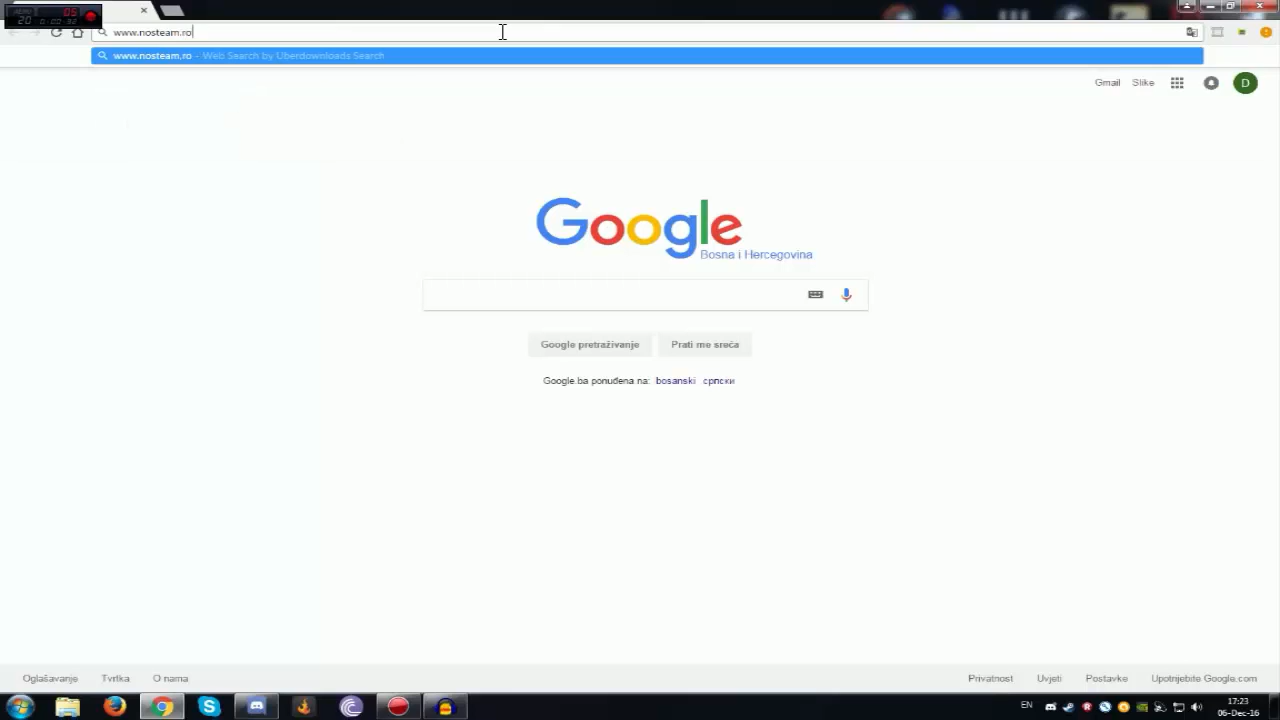 www.nosteam.ro
www.nosteam.ro - Web Search by Uberdownloads Search
Gmail Slike D
Google
Bosna i Hercegovina
Google pretraživanje Prati me sreća
Google.ba ponuđena na: bosanski српски
Oglašavanje Tvrtka O nama Privatnost Uvjeti Postavke Upotrijebite Google.com
EN 17:23
06-Dec-16